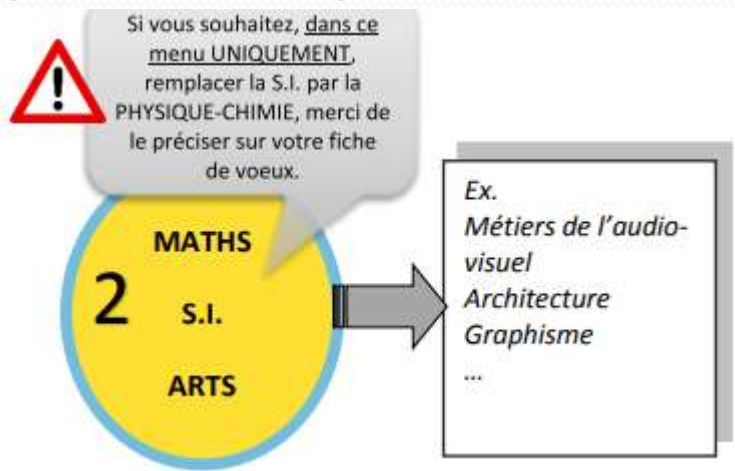 Si vous souhaitez, dans ce
menu UNIQUEMENT,
remplacer la S.I. par la
PHYSIQUE-CHIMIE, merci de
le préciser sur votre fiche
de voeux.
2
MATHS
S.I.
ARTS
Ex.
Métiers de l'audio-
visuel
Architecture
Graphisme
...